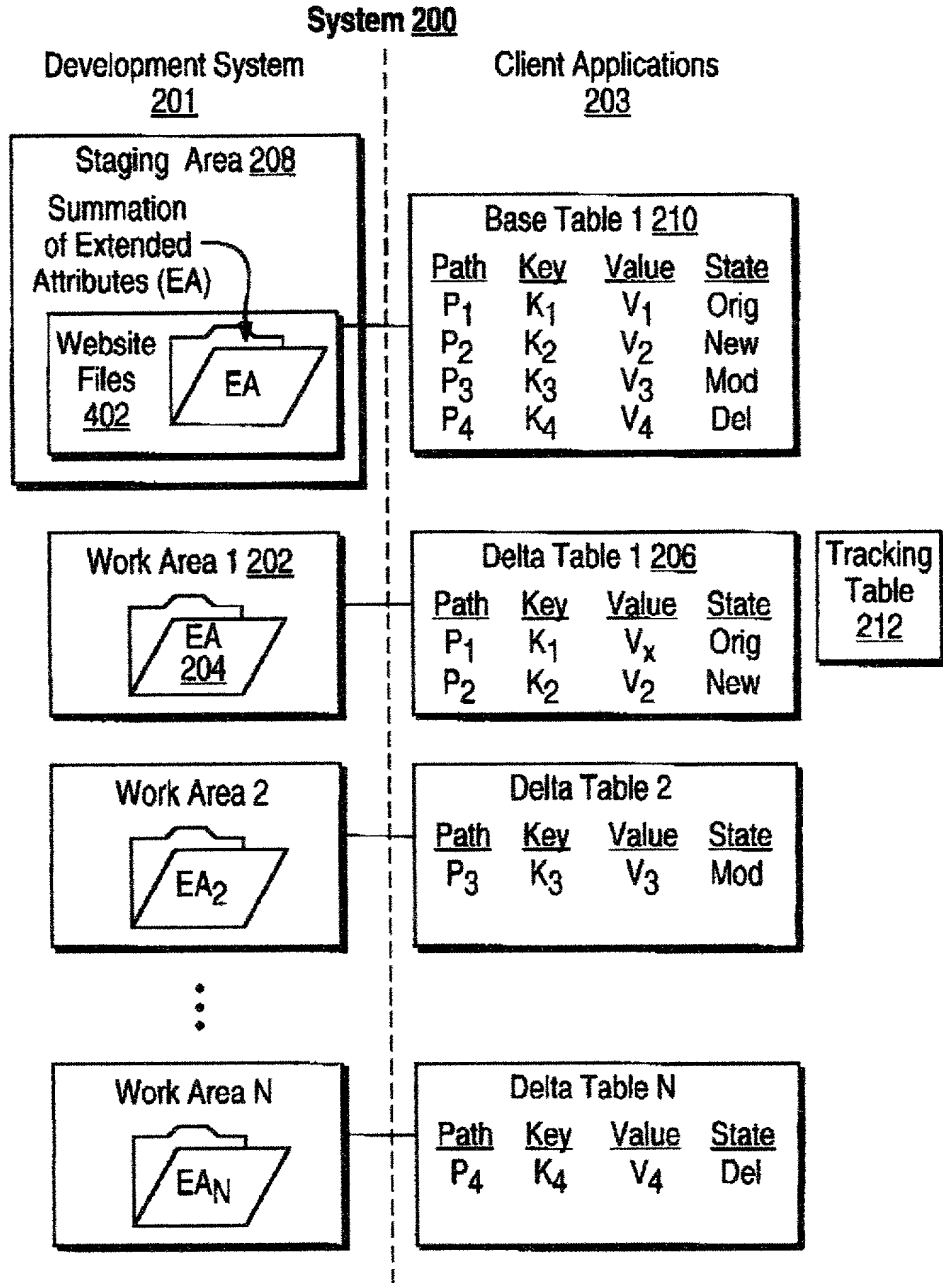 System 200
Development System
201
Client Applications
203
Staging Area 208
Summation
of Extended
Attributes (EA)
Website
Files
402
EA
Base Table 1 210
Path Key Value State
P1 K1 V1 Orig
P2 K2 V2 New
P3 K3 V3 Mod
P4 K4 V4 Del
Work Area 1 202
EA
204
Delta Table 1 206
Path Key Value State
P1 K1 Vx Orig
P2 K2 V2 New
Tracking
Table
212
Work Area 2
EA2
Delta Table 2
Path Key Value State
P3 K3 V3 Mod
Work Area N
EAN
Delta Table N
Path Key Value State
P4 K4 V4 Del